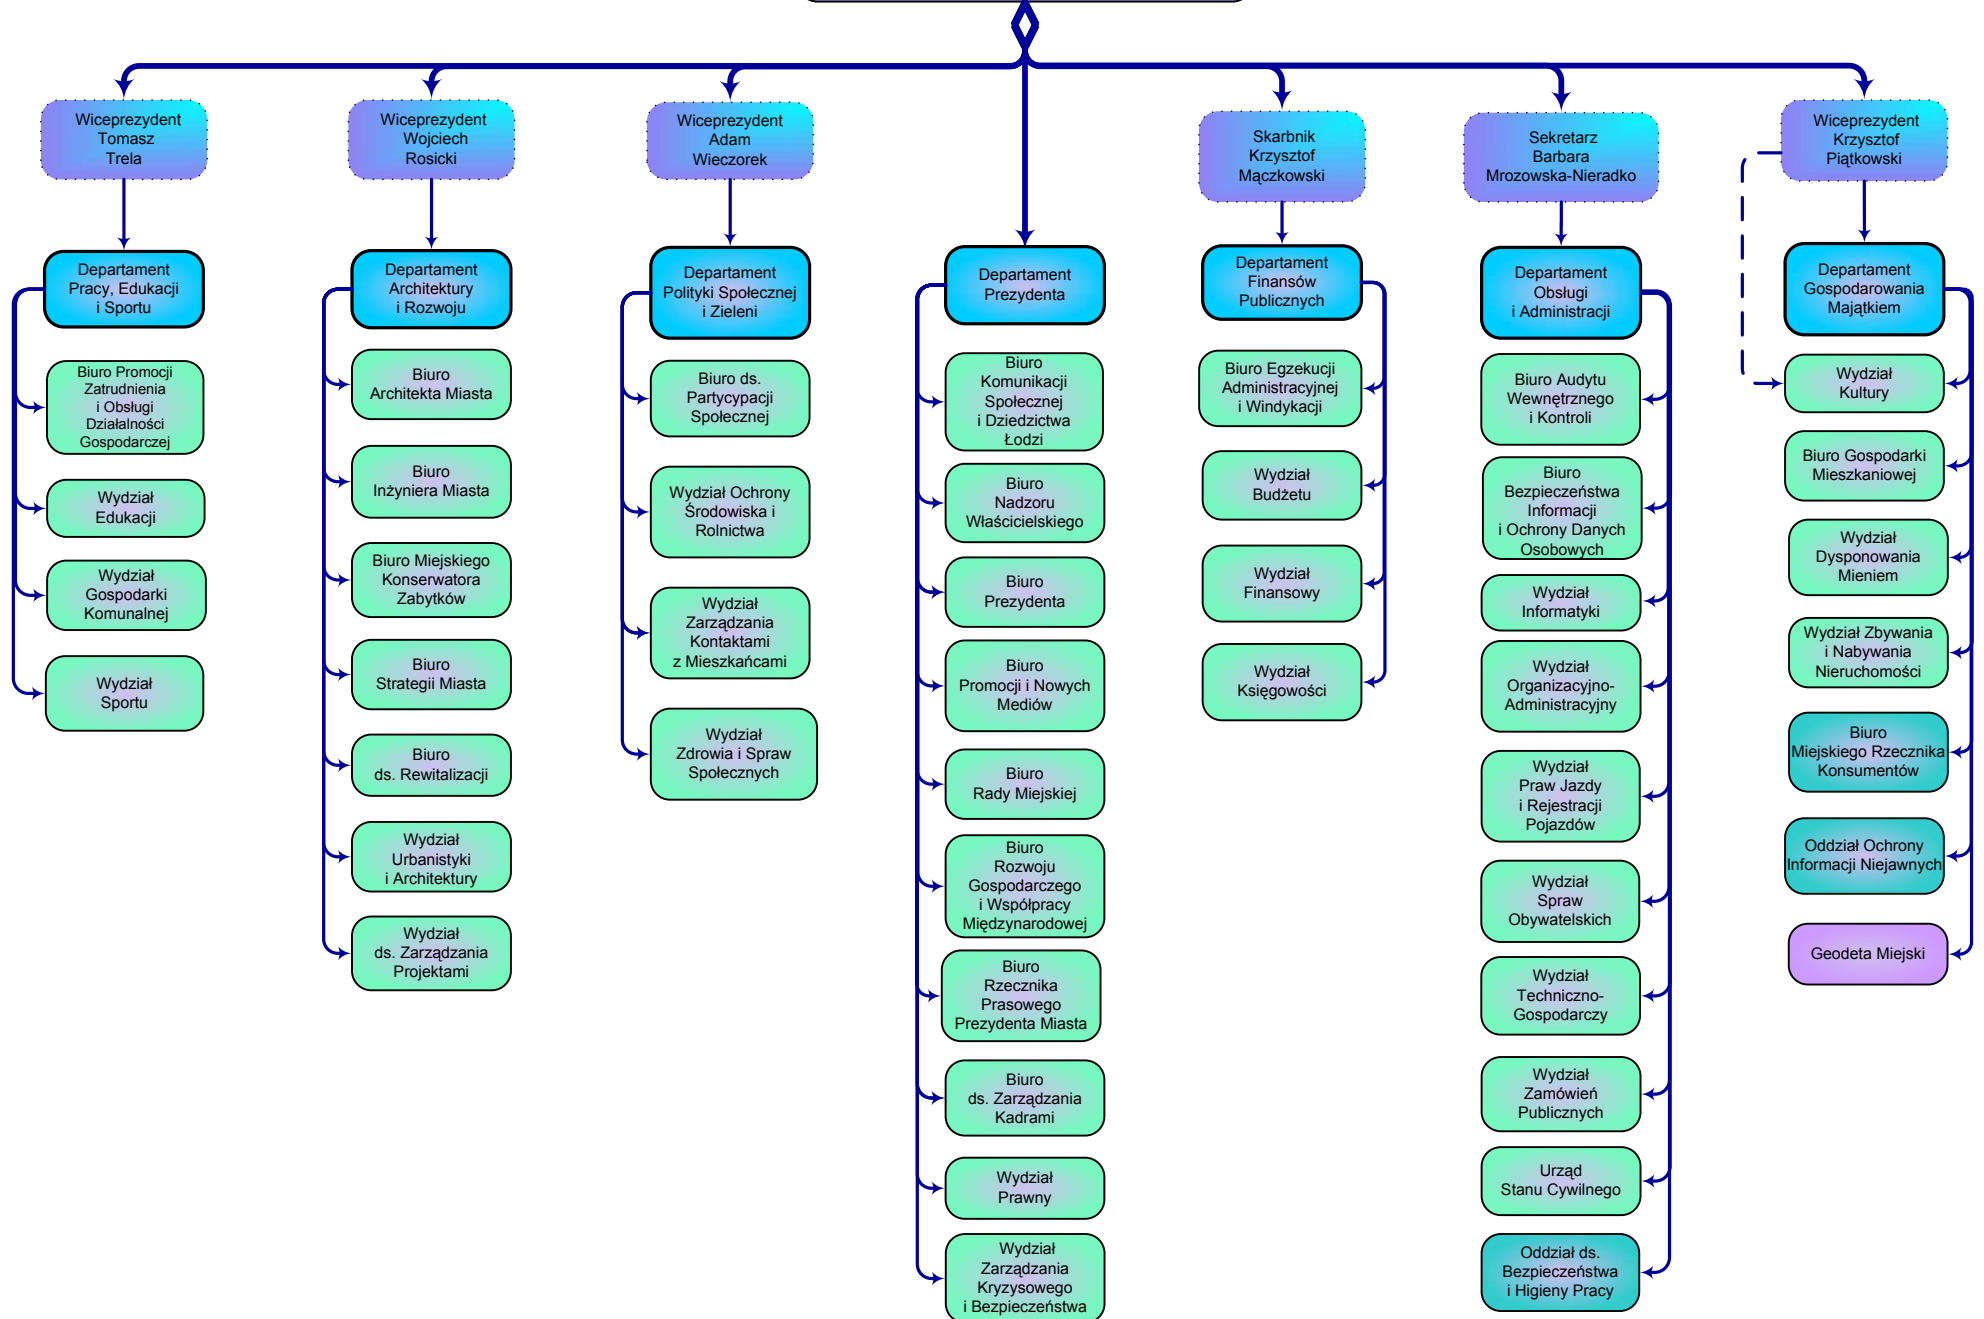 Wiceprezydent
Tomasz
Trela
Wiceprezydent
Wojciech
Rosicki
Wiceprezydent
Adam
Wieczorek
Skarbnik
Krzysztof
Mączkowski
Sekretarz
Barbara
Mrozowska-Nieradko
Wiceprezydent
Krzysztof
Piątkowski
Departament
Pracy, Edukacji
i Sportu
Biuro Promocji
Zatrudnienia
i Obsługi
Działalności
Gospodarczej
Wydział
Edukacji
Wydział
Gospodarki
Komunalnej
Wydział
Sportu
Departament
Architektury
i Rozwoju
Biuro
Architekta Miasta
Biuro
Inżyniera Miasta
Biuro Miejskiego
Konserwatora
Zabytków
Biuro
Strategii Miasta
Biuro
ds. Rewitalizacji
Wydział
Urbanistyki
i Architektury
Wydział
ds. Zarządzania
Projektami
Departament
Polityki Społecznej
i Zieleni
Biuro ds.
Partycypacji
Społecznej
Wydział Ochrony
Środowiska i
Rolnictwa
Wydział
Zarządzania
Kontaktami
z Mieszkańcami
Wydział
Zdrowia i Spraw
Społecznych
Departament
Prezydenta
Biuro
Komunikacji
Społecznej
i Dziedzictwa
Łodzi
Biuro
Nadzoru
Właścicielskiego
Biuro
Prezydenta
Biuro
Promocji i Nowych
Mediów
Biuro
Rady Miejskiej
Biuro
Rozwoju
Gospodarczego
i Współpracy
Międzynarodowej
Biuro
Rzecznika
Prasowego
Prezydenta Miasta
Biuro
ds. Zarządzania
Kadrami
Wydział
Prawny
Wydział
Zarządzania
Kryzysowego
i Bezpieczeństwa
Departament
Finansów
Publicznych
Biuro Egzekucji
Administracyjnej
i Windykacji
Wydział
Budżetu
Wydział
Finansowy
Wydział
Księgowości
Departament
Obsługi
i Administracji
Biuro Audytu
Wewnętrznego
i Kontroli
Biuro
Bezpieczeństwa
Informacji
i Ochrony Danych
Osobowych
Wydział
Informatyki
Wydział
Organizacyjno-
Administracyjny
Wydział
Praw Jazdy
i Rejestracji
Pojazdów
Wydział
Spraw
Obywatelskich
Wydział
Techniczno-
Gospodarczy
Wydział
Zamówień
Publicznych
Urząd
Stanu Cywilnego
Oddział ds.
Bezpieczeństwa
i Higieny Pracy
Departament
Gospodarowania
Majątkiem
Wydział
Kultury
Biuro Gospodarki
Mieszkaniowej
Wydział
Dysponowania
Mieniem
Wydział Zbywania
i Nabywania
Nieruchomości
Biuro
Miejskiego Rzecznika
Konsumentów
Oddział Ochrony
Informacji Niejawnych
Geodeta Miejski